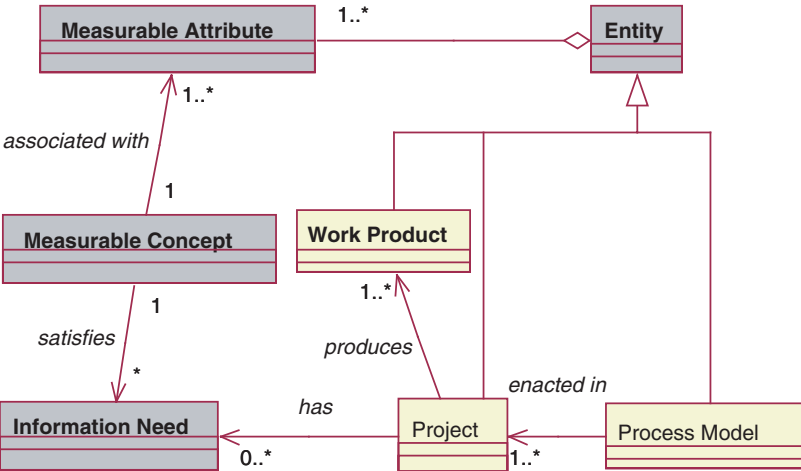 Measurable Attribute
1..*
Entity
1..*
associated with
1
Measurable Concept
Work Product
1
1..*
satisfies
produces
*
enacted in
has
Information Need
Project
Process Model
0..*
1..*